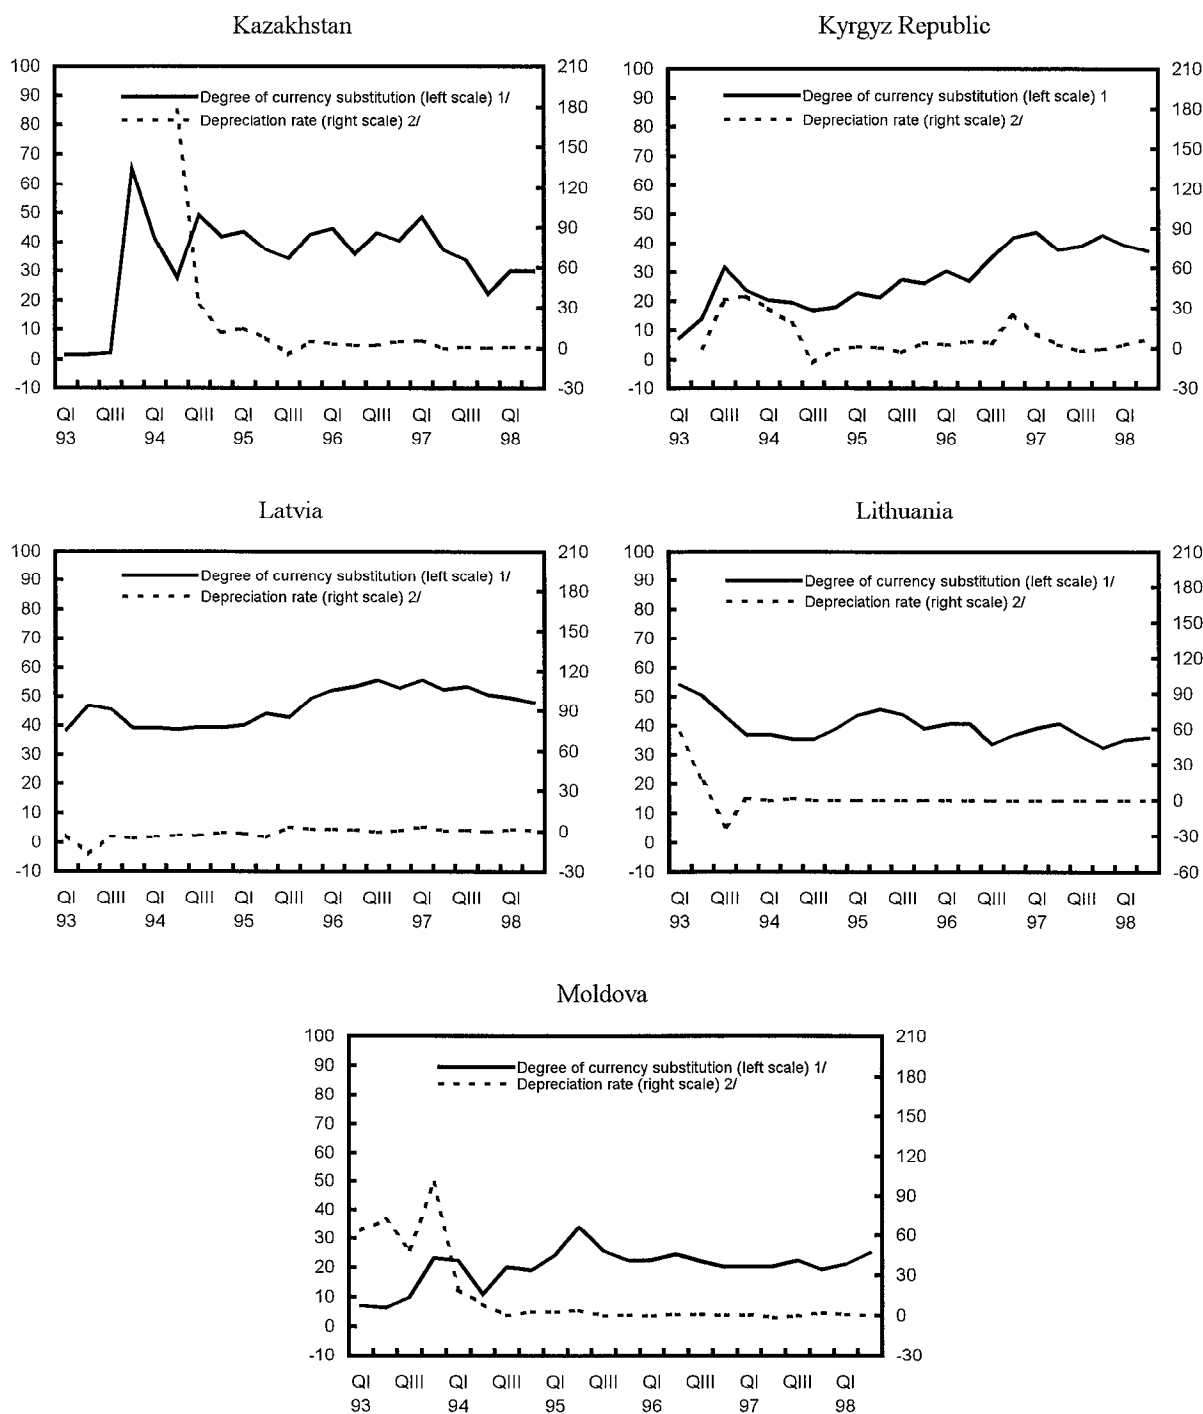 Kazakhstan
100 210
90
Degree of currency substitution (left scale) 1/
180
80
Depreciation rate (right scale) 2/
70 150
60 120
50
90
40
30 60
20 30
10
0 0
-10 -30
QI QIII QI QIII QI QIII QI QIII QI QIII QI
93 94 95 96 97 98
Kyrgyz Republic
100 210
90
Degree of currency substitution (left scale) 1
180
80
Depreciation rate (right scale) 2/
70 150
60 120
50
90
40
30 60
20 30
10
0 0
-10 -30
QI QIII QI QIII QI QIII QI QIII QI QIII QI
93 94 95 96 97 98
Latvia
100 210
90
Degree of currency substitution (left scale) 1/
180
80
Depreciation rate (right scale) 2/
70 150
60 120
50
90
40
30 60
20 30
10
0 0
-10 -30
QI QIII QI QIII QI QIII QI QIII QI QIII QI
93 94 95 96 97 98
Lithuania
100 210
90
Degree of currency substitution (left scale) 1/
180
80
Depreciation rate (right scale) 2/
70 150
60 120
50 90
40 60
30
30
20
10 0
0 -30
-10 -60
QI QIII QI QIII QI QIII QI QIII QI QIII QI
93 94 95 96 97 98
Moldova
100 210
90
Degree of currency substitution (left scale) 1/
180
80
Depreciation rate (right scale) 2/
70 150
60 120
50
90
40
30 60
20 30
10
0 0
-10 -30
QI QIII QI QIII QI QIII QI QIII QI QIII QI
93 94 95 96 97 98